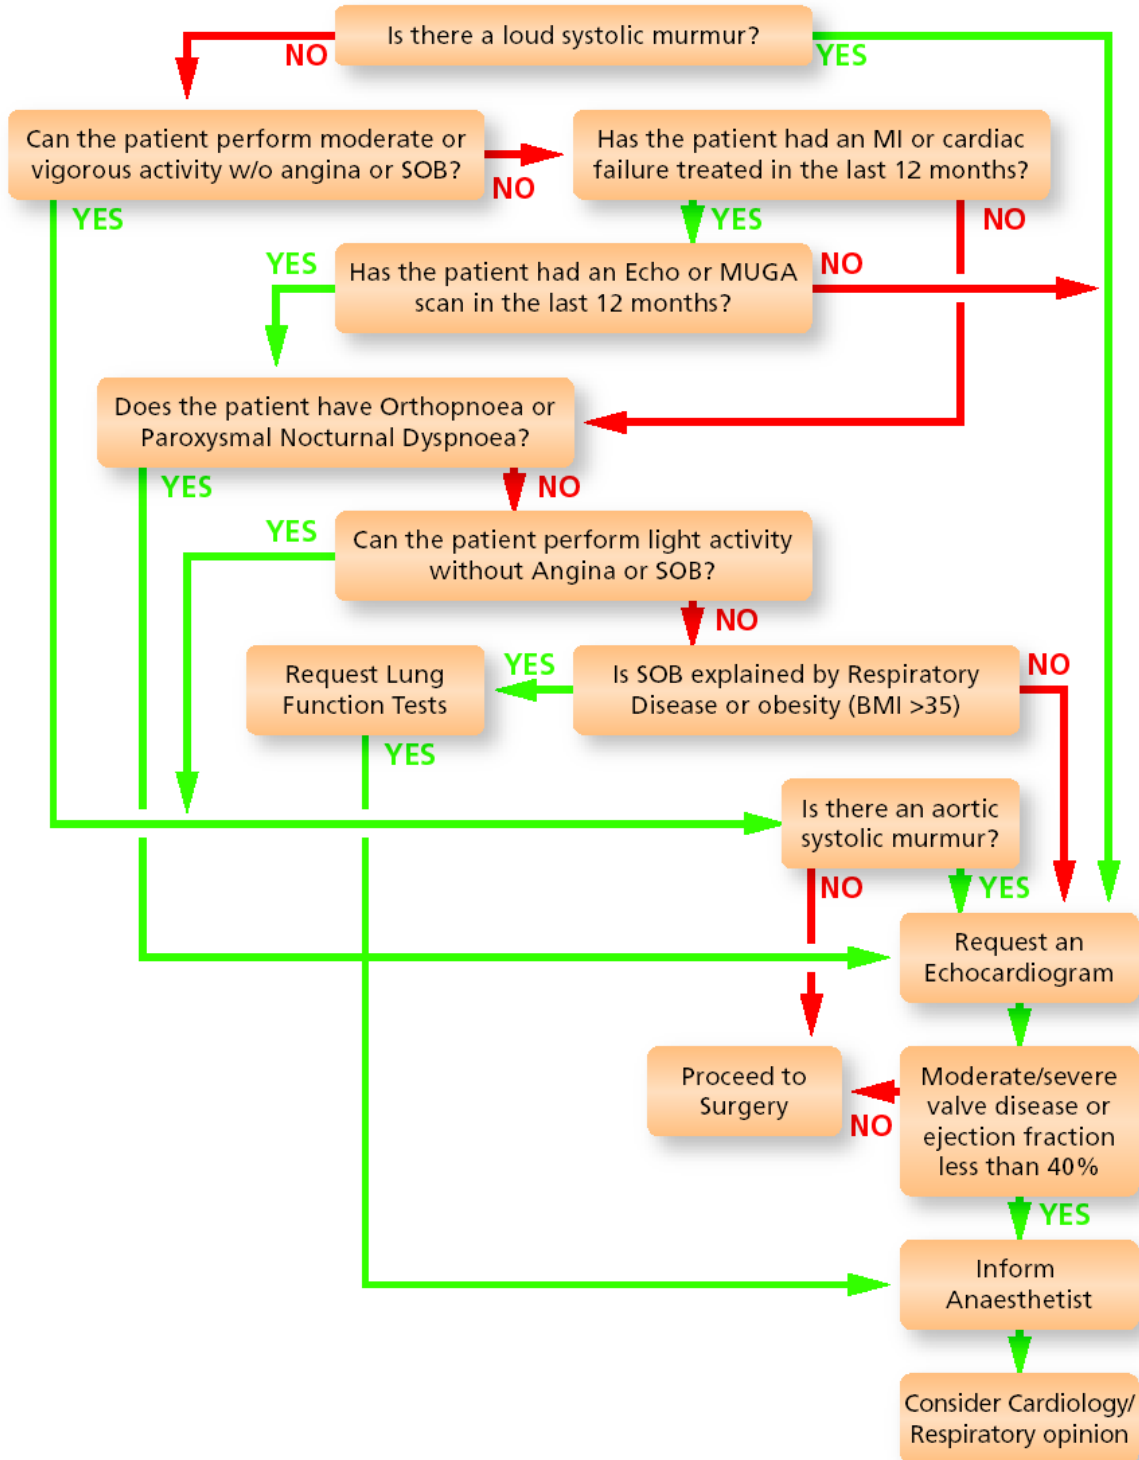 Is there a loud systolic murmur?
NO
YES
Can the patient perform moderate or
vigorous activity w/o angina or SOB?
NO
YES
Has the patient had an MI or cardiac
failure treated in the last 12 months?
YES
NO
Has the patient had an Echo or MUGA
scan in the last 12 months?
YES
NO
Does the patient have Orthopnoea or
Paroxysmal Nocturnal Dyspnoea?
YES
NO
Can the patient perform light activity
without Angina or SOB?
YES
NO
Is SOB explained by Respiratory
Disease or obesity (BMI >35)
YES
NO
Request Lung
Function Tests
YES
Is there an aortic
systolic murmur?
NO
YES
Request an
Echocardiogram
Moderate/severe
valve disease or
ejection fraction
less than 40%
NO
YES
Proceed to
Surgery
Inform
Anaesthetist
Consider Cardiology/
Respiratory opinion